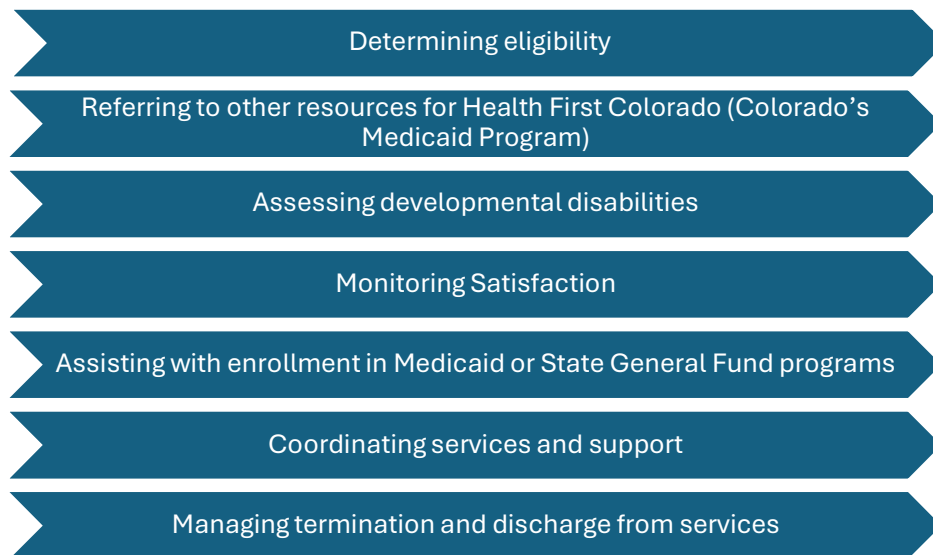 Determining eligibility
Referring to other resources for Health First Colorado (Colorado’s
Medicaid Program)
Assessing developmental disabilities
Monitoring Satisfaction
Assisting with enrollment in Medicaid or State General Fund programs
Coordinating services and support
Managing termination and discharge from services